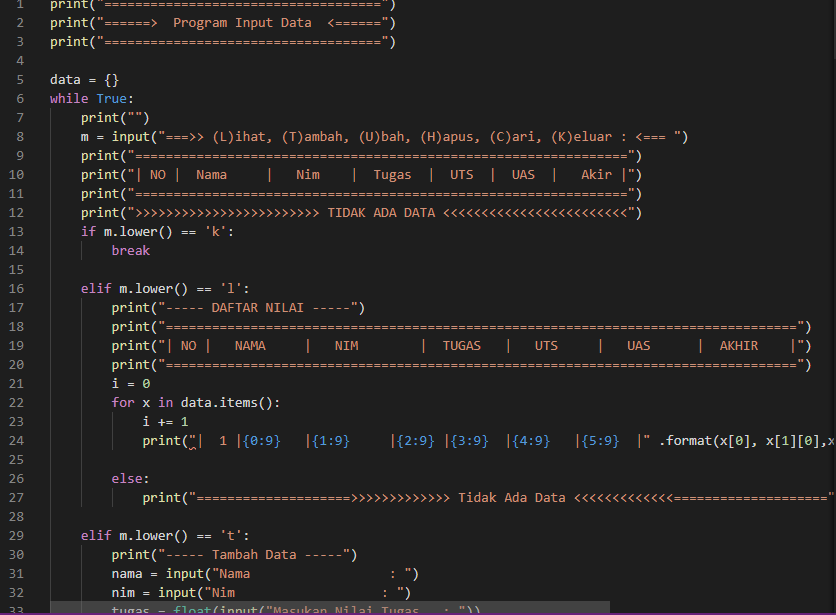 1 print("====================================")
2 print("======>  Program Input Data  <======")
3 print("====================================")
4
5 data = {}
6 while True:
7     print("")
8     m = input("===>> (L)ihat, (T)ambah, (U)bah, (H)apus, (C)ari, (K)eluar : <=== ")
9     print("================================================================")
10     print("| NO |  Nama     |   Nim    |  Tugas  |  UTS  |  UAS  |   Akir |")
11     print("================================================================")
12     print(">>>>>>>>>>>>>>>>>>>>>>>> TIDAK ADA DATA <<<<<<<<<<<<<<<<<<<<<<<<")
13     if m.lower() == 'k':
14         break
15
16     elif m.lower() == 'l':
17         print("----- DAFTAR NILAI -----")
18         print("==================================================================================")
19         print("| NO |   NAMA     |   NIM        |  TUGAS   |   UTS     |   UAS      |  AKHIR    |")
20         print("==================================================================================")
21         i = 0
22         for x in data.items():
23             i += 1
24             print("|  1 |{0:9}   |{1:9}     |{2:9} |{3:9}  |{4:9}   |{5:9}  |" .format(x[0], x[1][0],x
25
26         else:
27             print("====================>>>>>>>>>>>>> Tidak Ada Data <<<<<<<<<<<<<===================="
28
29     elif m.lower() == 't':
30         print("----- Tambah Data -----")
31         nama = input("Nama                  : ")
32         nim = input("Nim                   : ")
33         tugas = float(input("Masukan Nilai Tugas   : "))